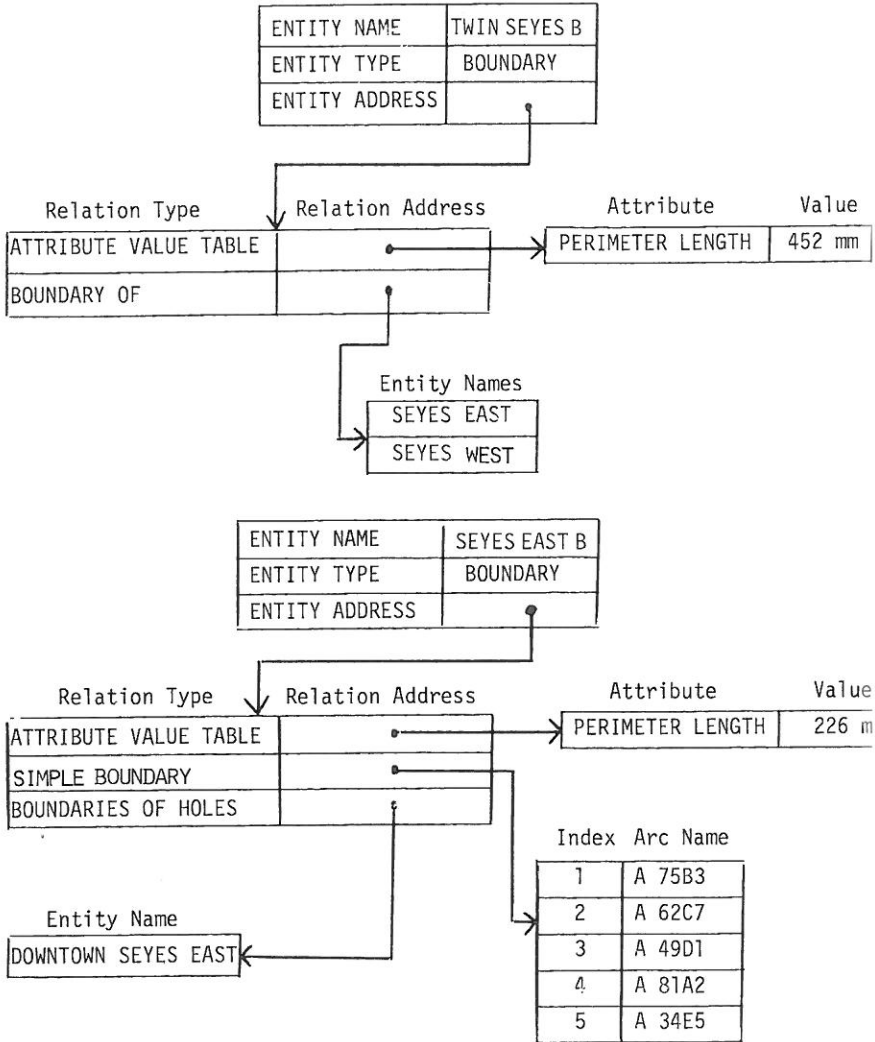 ENTITY NAME TWIN SEYES B
ENTITY TYPE BOUNDARY
ENTITY ADDRESS
Relation Type Relation Address Attribute Value
ATTRIBUTE VALUE TABLE PERIMETER LENGTH 452 mm
BOUNDARY OF
Entity Names
SEYES EAST
SEYES WEST
ENTITY NAME SEYES EAST B
ENTITY TYPE BOUNDARY
ENTITY ADDRESS
Relation Type Relation Address Attribute Value
ATTRIBUTE VALUE TABLE PERIMETER LENGTH 226 m
SIMPLE BOUNDARY
BOUNDARIES OF HOLES
Index Arc Name
1 A 75B3
2 A 62C7
3 A 49D1
4 A 81A2
5 A 34E5
Entity Name
DOWNTOWN SEYES EAST